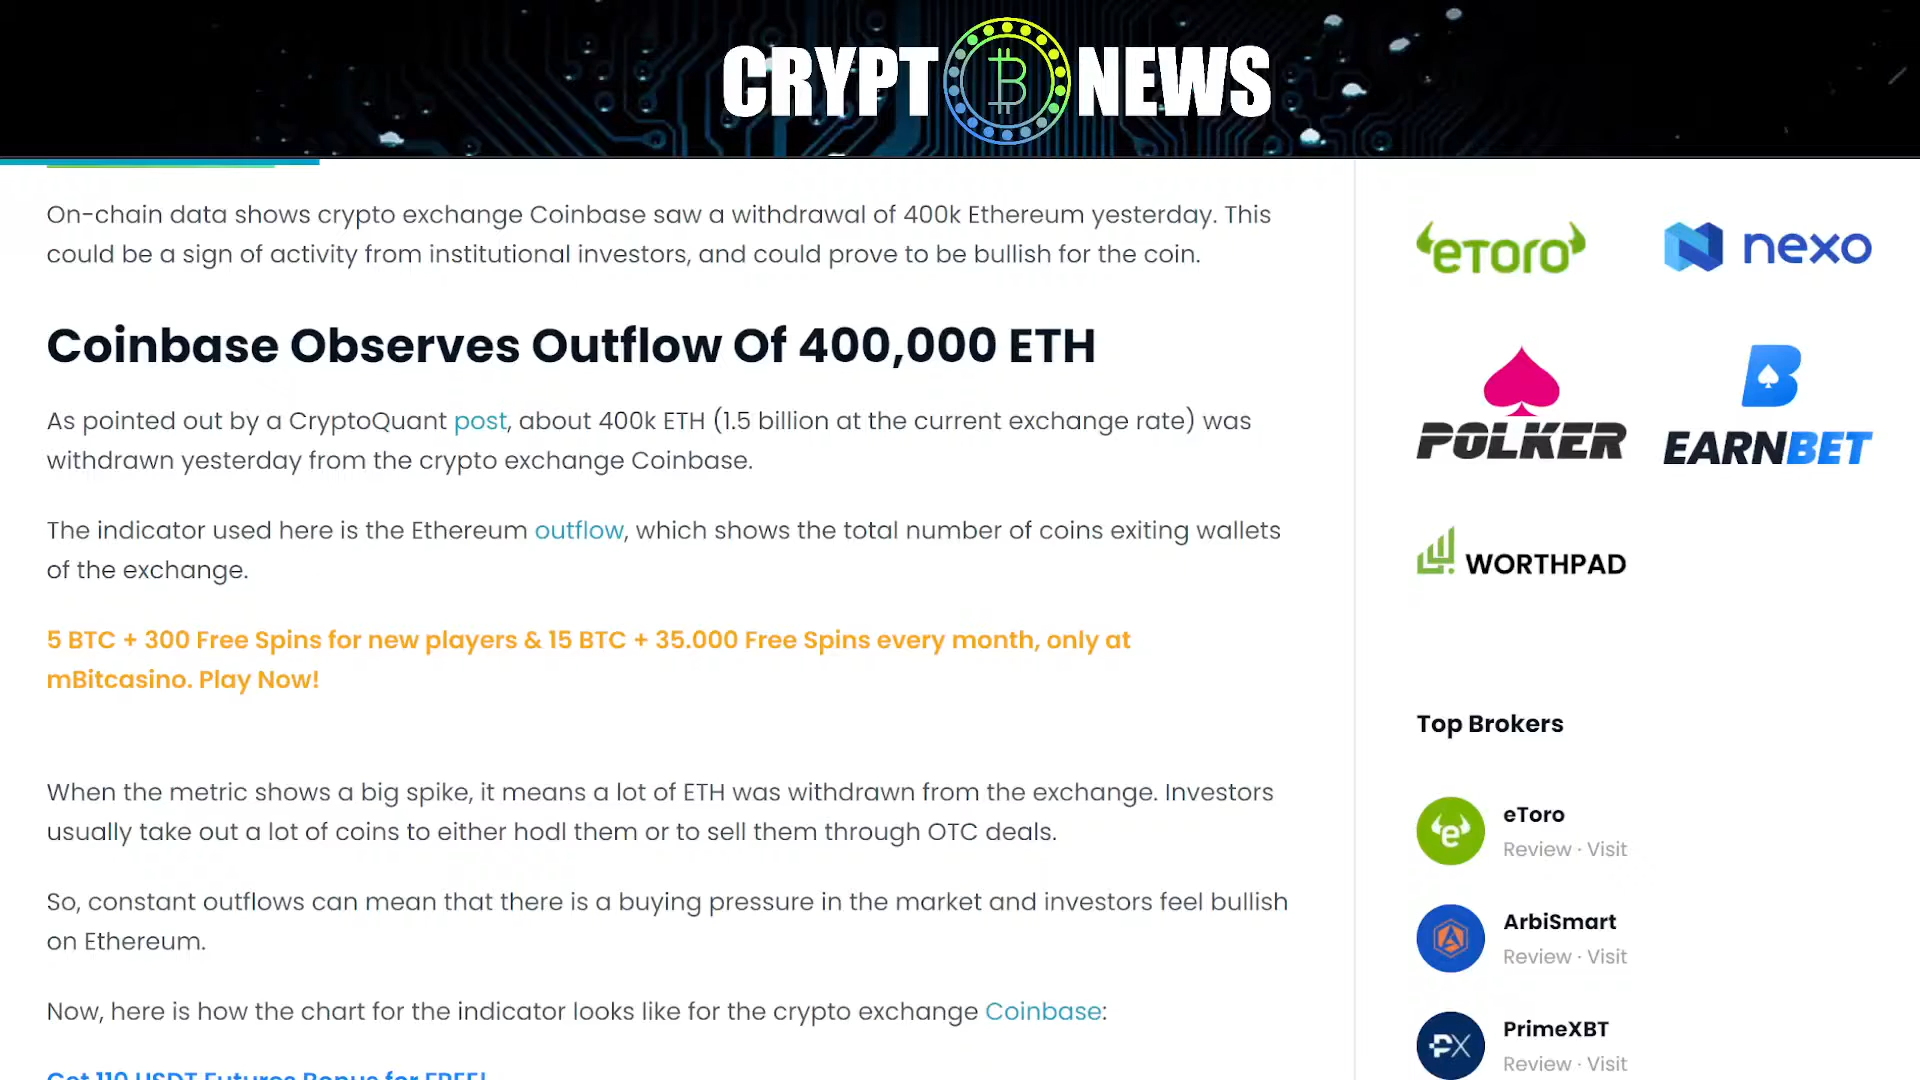 CRYPT NEWS
On-chain data shows crypto exchange Coinbase saw a withdrawal of 400k Ethereum yesterday. This
could be a sign of activity from institutional investors, and could prove to be bullish for the coin.
Coinbase Observes Outflow Of 400,000 ETH
As pointed out by a CryptoQuant post, about 400k ETH (1.5 billion at the current exchange rate) was
withdrawn yesterday from the crypto exchange Coinbase.
The indicator used here is the Ethereum outflow, which shows the total number of coins exiting wallets
of the exchange.
5 BTC + 300 Free Spins for new players & 15 BTC + 35.000 Free Spins every month, only at
mBitcasino. Play Now!
When the metric shows a big spike, it means a lot of ETH was withdrawn from the exchange. Investors
usually take out a lot of coins to either hodl them or to sell them through OTC deals.
So, constant outflows can mean that there is a buying pressure in the market and investors feel bullish
on Ethereum.
Now, here is how the chart for the indicator looks like for the crypto exchange Coinbase:
Get 110 USDT Futures Bonus for FREE!
eToro
nexo
POLKER
EARNBET
WORTHPAD
Top Brokers
eToro
Review · Visit
ArbiSmart
Review · Visit
PrimeXBT
Review · Visit